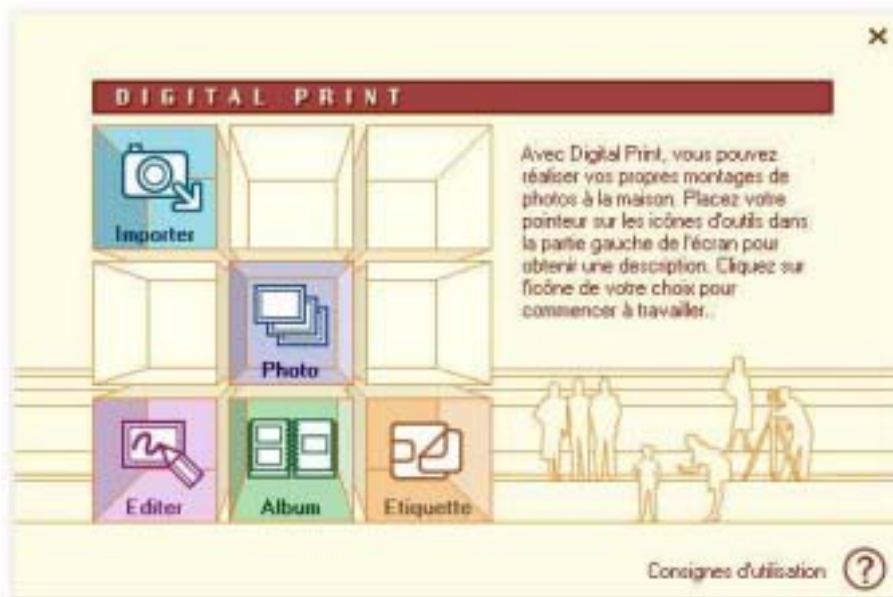 DIGITAL PRINT
Importer
Avec Digital Print, vous pouvez
réaliser vos propres montages de
photos à la maison. Placez votre
pointeur sur les icônes d'outils dans
la partie gauche de l'écran pour
obtenir une description. Cliquez sur
l'icône de votre choix pour
commencer à travailler..
Photo
Editer
Album
Etiquette
Consignes d'utilisation ?